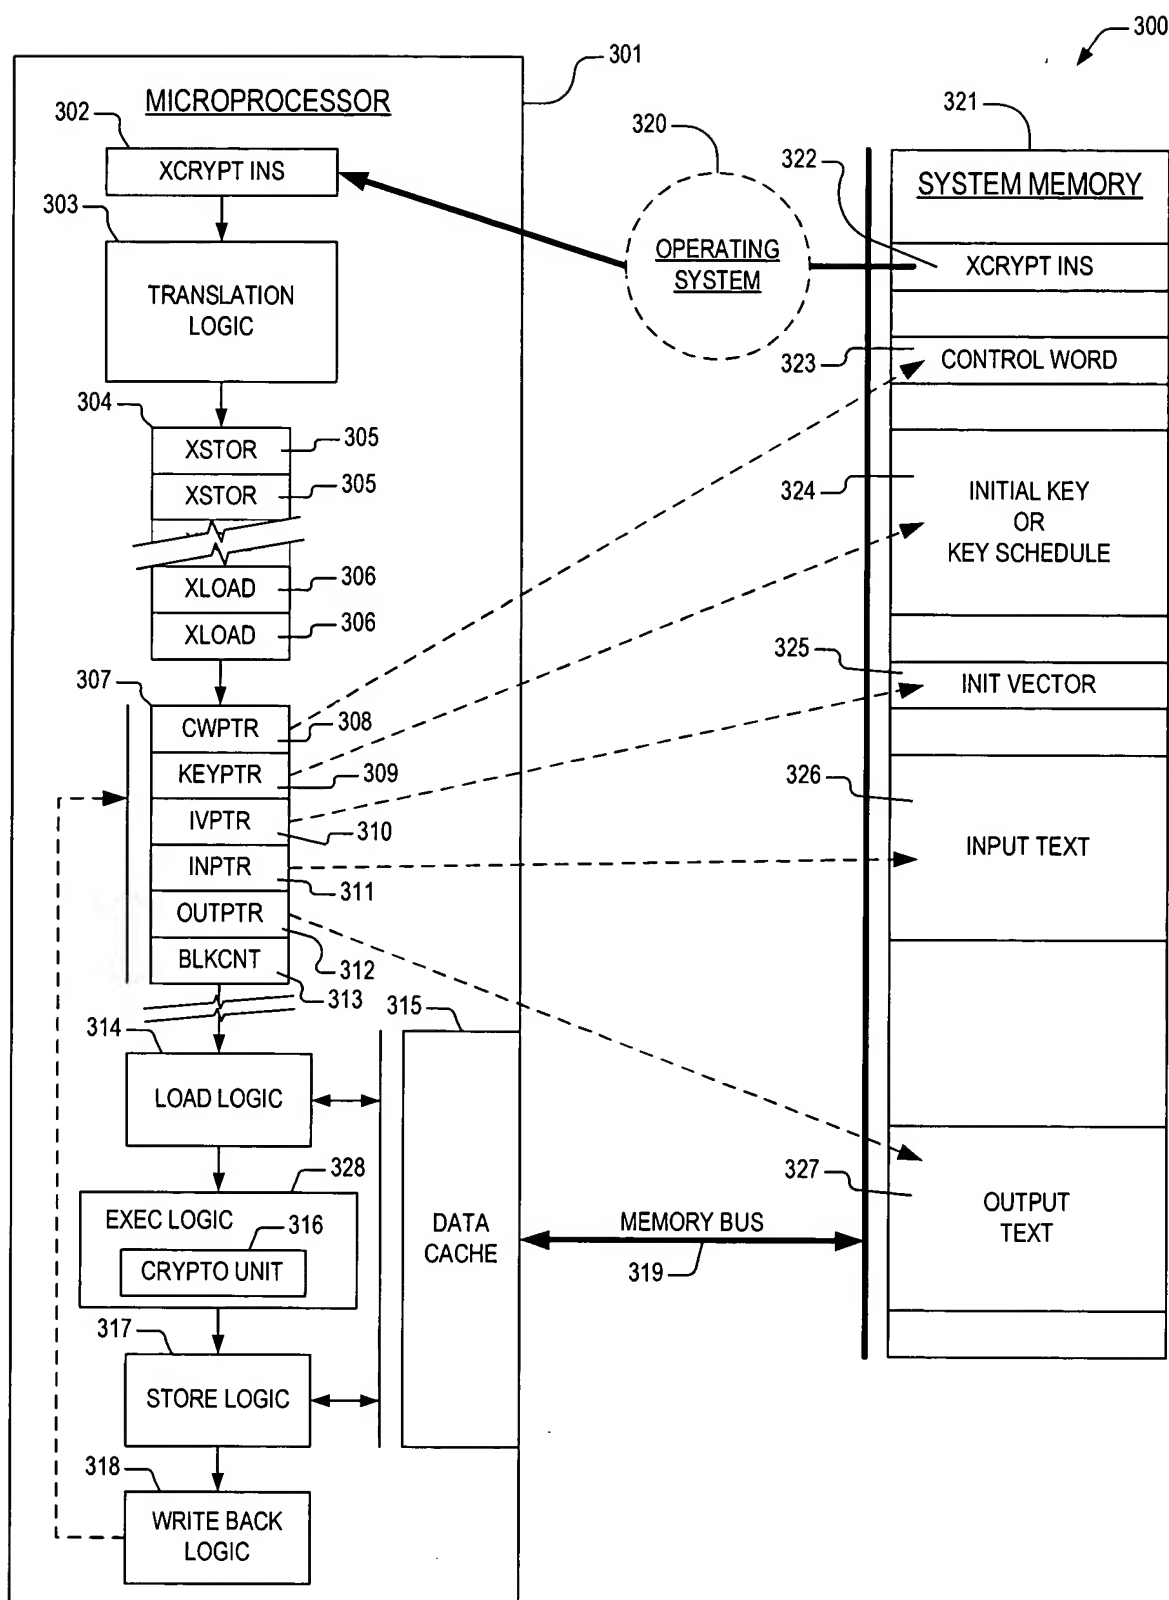 300
301
MICROPROCESSOR
302
XCRYPT INS
303
TRANSLATION
LOGIC
304
XSTOR
305
XSTOR
305
XLOAD
306
XLOAD
306
307
CWPTR
308
KEYPTR
309
IVPTR
310
INPTR
311
OUTPTR
312
BLKCNT
313
314
LOAD LOGIC
315
DATA
CACHE
328
EXEC LOGIC
316
CRYPTO UNIT
317
STORE LOGIC
318
WRITE BACK
LOGIC
320
OPERATING
SYSTEM
MEMORY BUS
319
321
SYSTEM MEMORY
322
XCRYPT INS
323
CONTROL WORD
324
INITIAL KEY
OR
KEY SCHEDULE
325
INIT VECTOR
326
INPUT TEXT
327
OUTPUT
TEXT